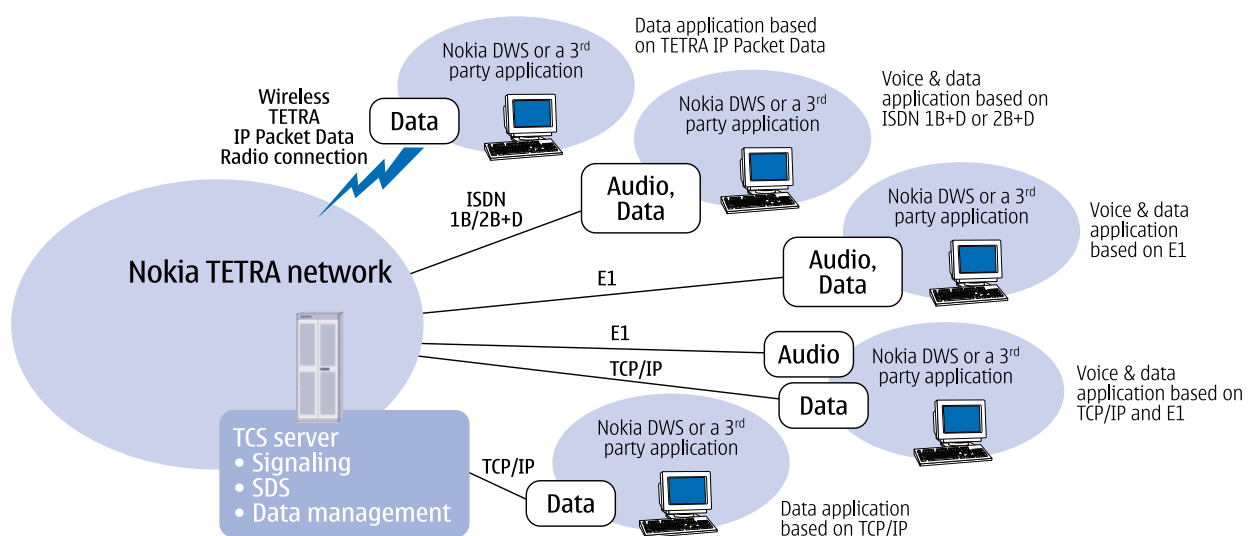 Data application based
on TETRA IP Packet Data
Nokia DWS or a 3rd
party application
Wireless
TETRA
IP Packet Data
Radio connection
Data
Voice & data
application based on
ISDN 1B+D or 2B+D
Nokia DWS or a 3rd
party application
ISDN
1B/2B+D
Audio,
Data
Nokia DWS or a 3rd
party application
Voice & data
application
based on E1
Nokia TETRA network
E1
Audio,
Data
E1
Audio
Nokia DWS or a 3rd
party application
TCP/IP
Data
Voice & data
application based on
TCP/IP and E1
TCS server
• Signaling
• SDS
• Data management
Nokia DWS or a 3rd
party application
TCP/IP
Data
Data application
based on TCP/IP